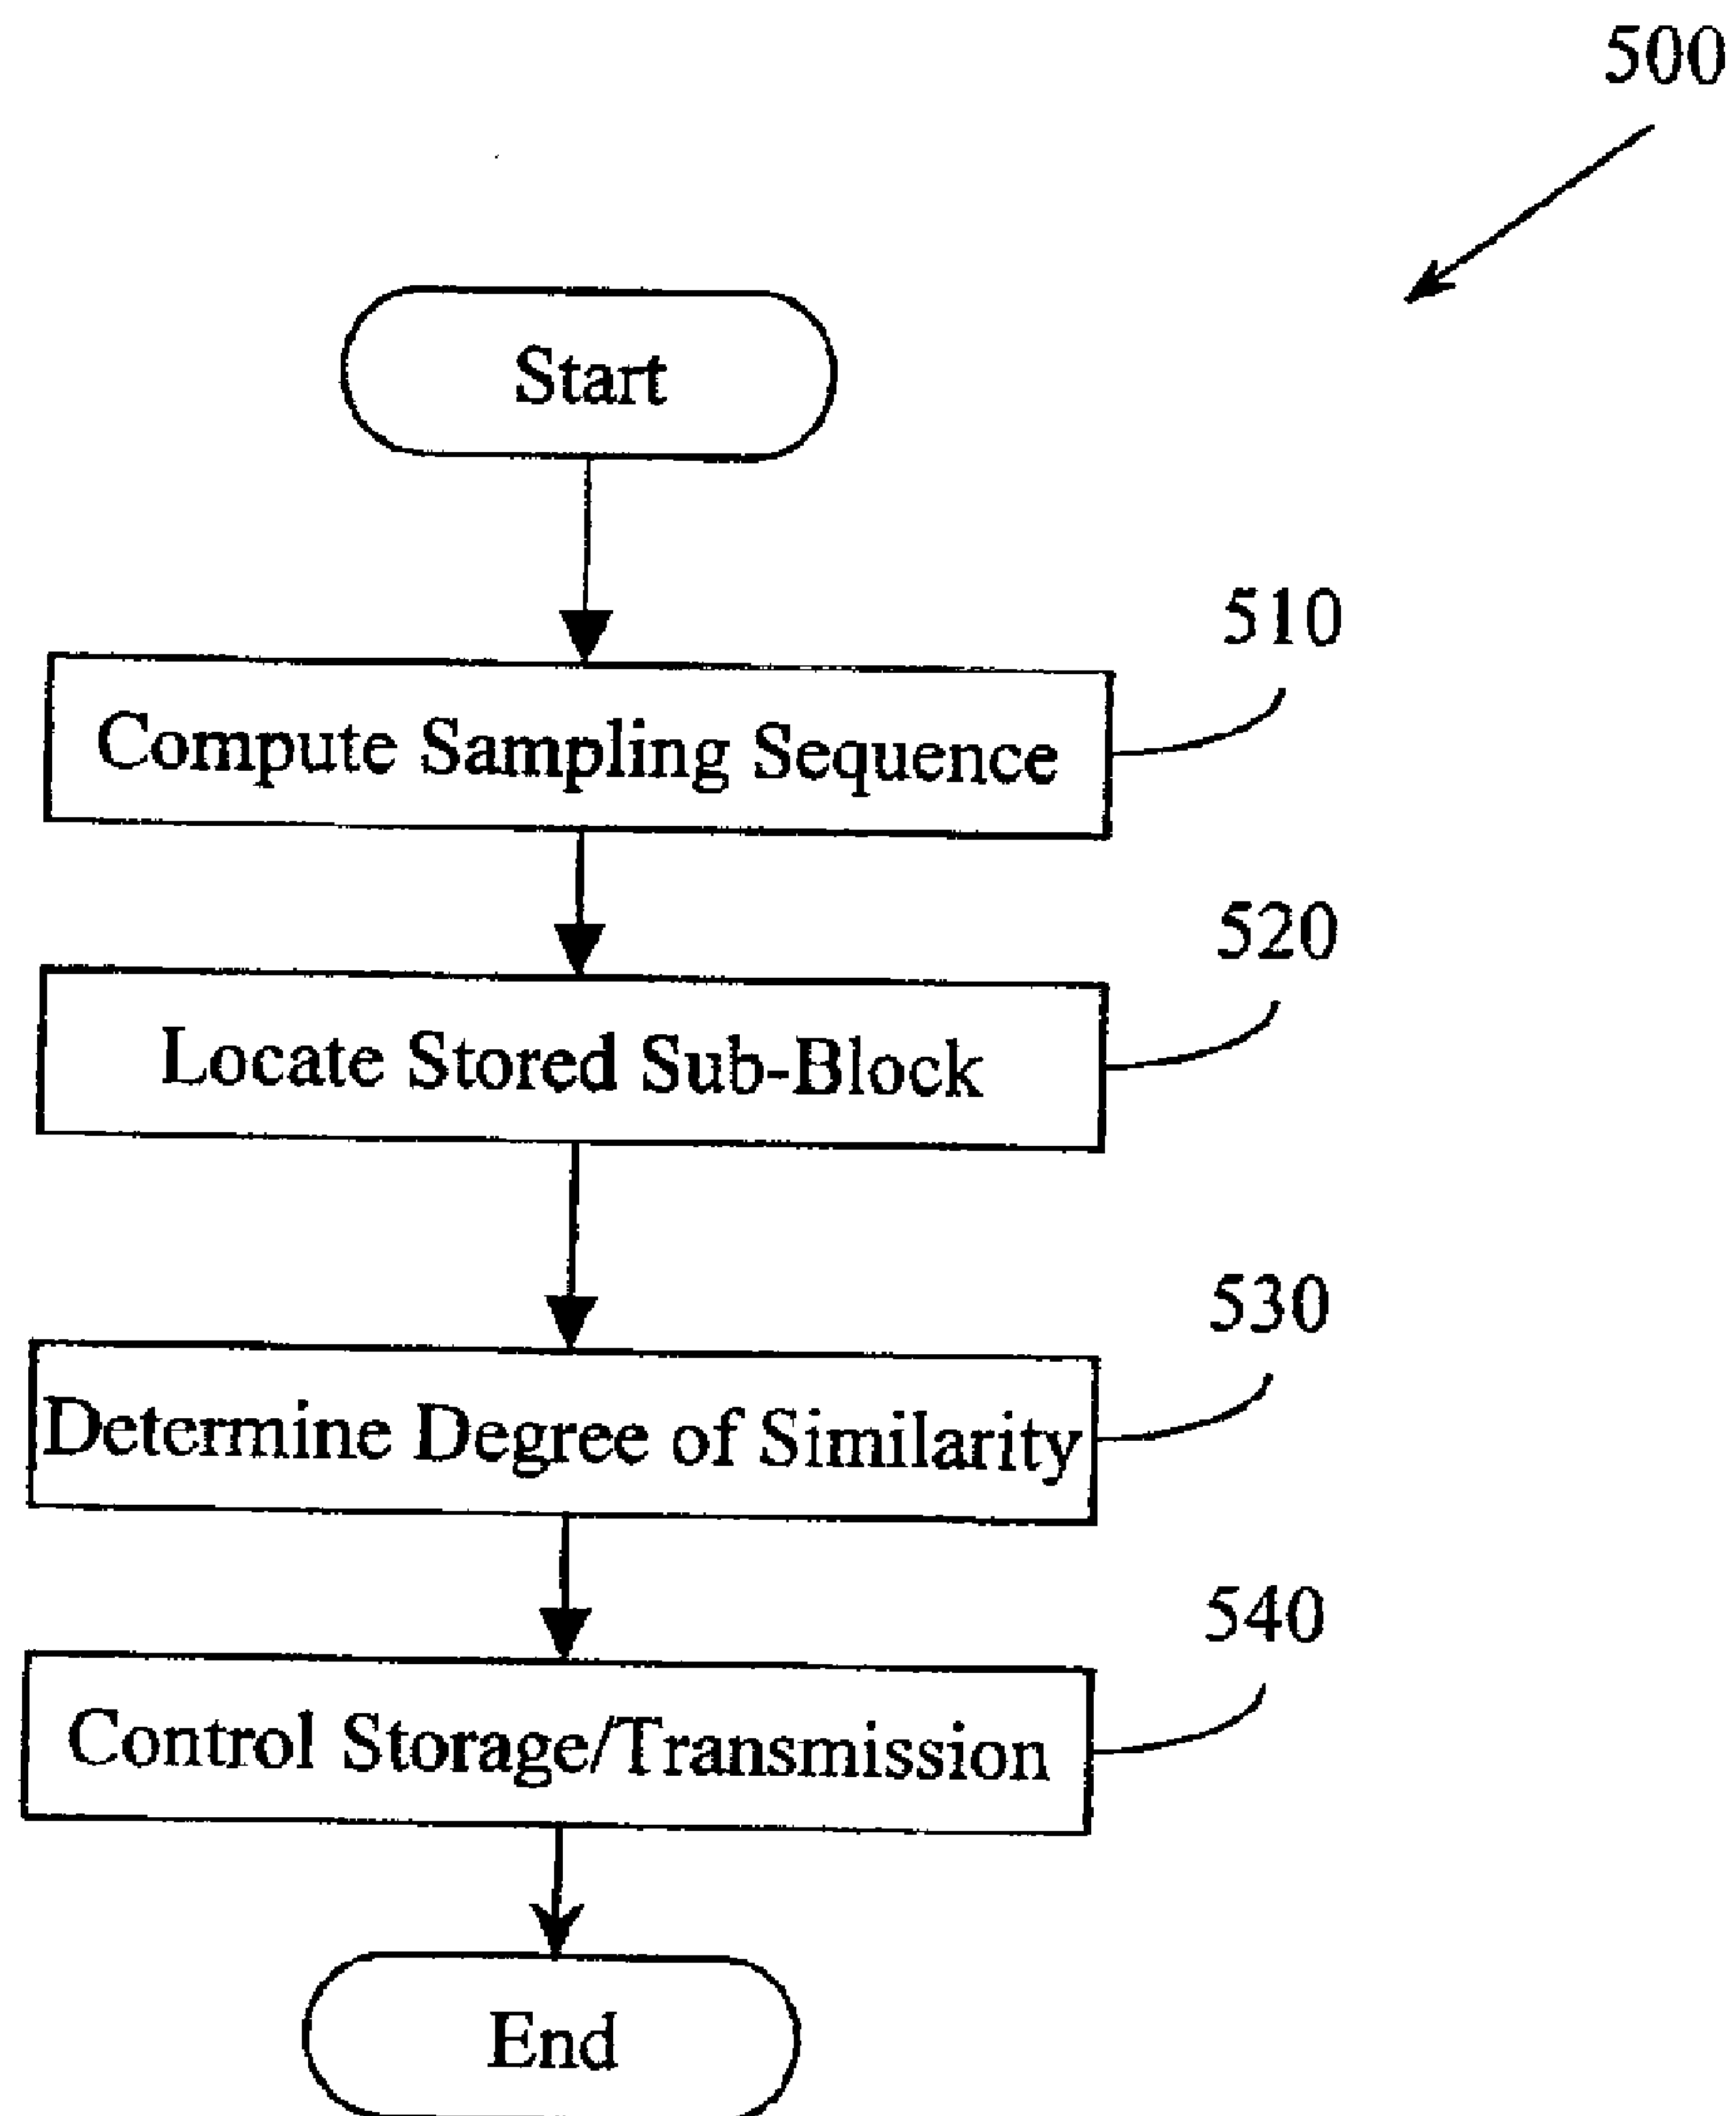 500
Start
510
Compute Sampling Sequence
520
Locate Stored Sub-Block
530
Determine Degree of Similarity
540
Control Storage/Transmission
End